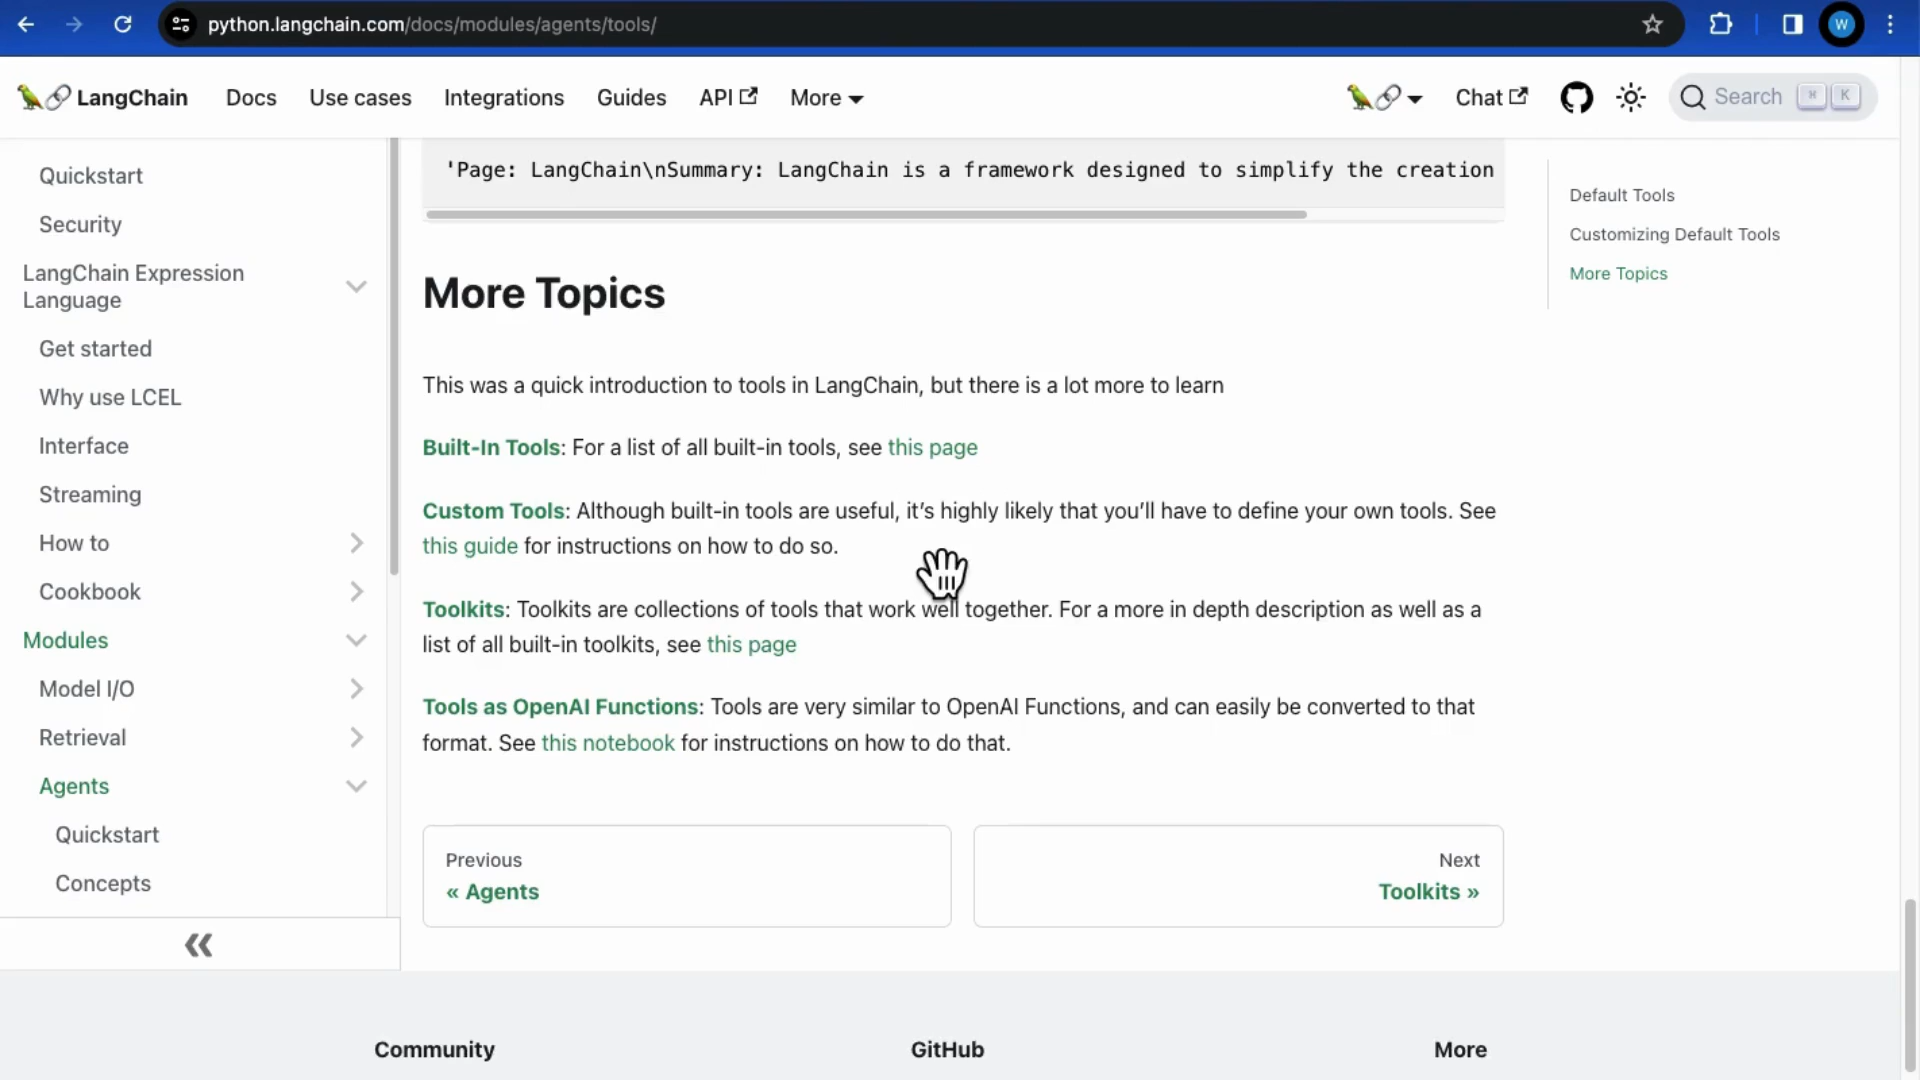 python.langchain.com/docs/modules/agents/tools/
W
LangChain Docs Use cases Integrations Guides API More Chat Search ⌘ K
Quickstart
Security
LangChain Expression
Language
Get started
Why use LCEL
Interface
Streaming
How to
Cookbook
Modules
Model I/O
Retrieval
Agents
Quickstart
Concepts
'Page: LangChain\nSummary: LangChain is a framework designed to simplify the creation
More Topics
This was a quick introduction to tools in LangChain, but there is a lot more to learn
Built-In Tools: For a list of all built-in tools, see this page
Custom Tools: Although built-in tools are useful, it’s highly likely that you’ll have to define your own tools. See
this guide for instructions on how to do so.
Toolkits: Toolkits are collections of tools that work well together. For a more in depth description as well as a
list of all built-in toolkits, see this page
Tools as OpenAI Functions: Tools are very similar to OpenAI Functions, and can easily be converted to that
format. See this notebook for instructions on how to do that.
Previous
« Agents
Next
Toolkits »
Default Tools
Customizing Default Tools
More Topics
Community GitHub More